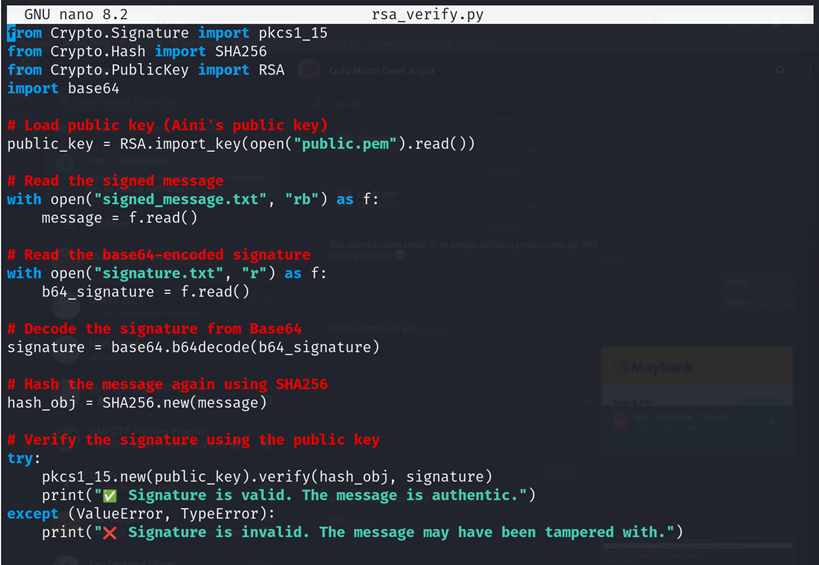 GNU nano 8.2 rsa_verify.py
from Crypto.Signature import pkcs1_15
from Crypto.Hash import SHA256
from Crypto.PublicKey import RSA
import base64

# Load public key (Aini's public key)
public_key = RSA.import_key(open("public.pem").read())

# Read the signed message
with open("signed_message.txt", "rb") as f:
    message = f.read()

# Read the base64-encoded signature
with open("signature.txt", "r") as f:
    b64_signature = f.read()

# Decode the signature from Base64
signature = base64.b64decode(b64_signature)

# Hash the message again using SHA256
hash_obj = SHA256.new(message)

# Verify the signature using the public key
try:
    pkcs1_15.new(public_key).verify(hash_obj, signature)
    print("✅ Signature is valid. The message is authentic.")
except (ValueError, TypeError):
    print("❌ Signature is invalid. The message may have been tampered with.")
Maybank